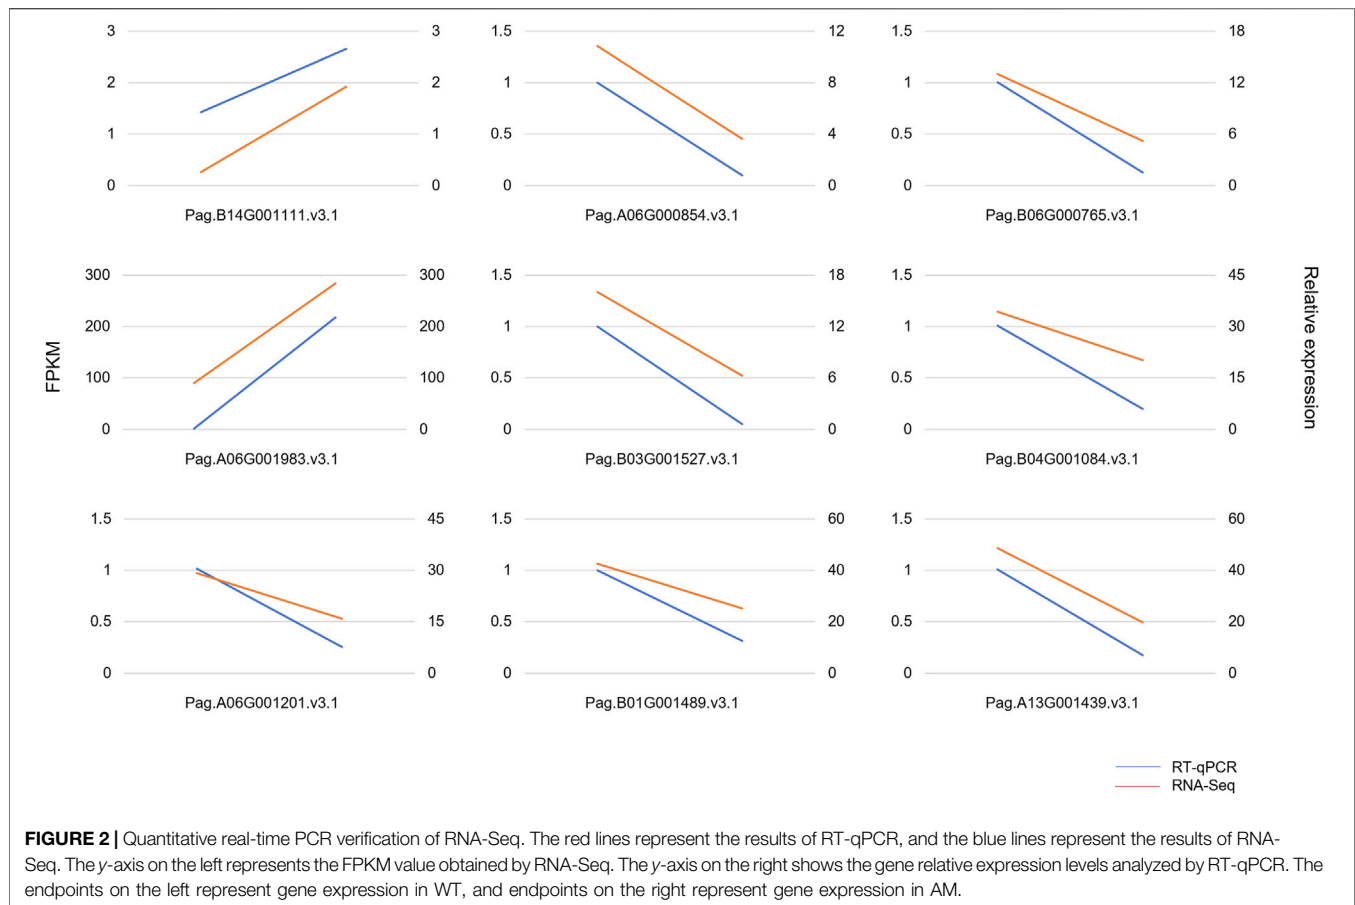 3 3 1.5 12 1.5 18
2 2 1 8 1 12
1 1 0.5 4 0.5 6
0 0 0 0 0 0
Pag.B14G001111.v3.1 Pag.A06G000854.v3.1 Pag.B06G000765.v3.1
FPKM
300 300 1.5 18 1.5 45
200 200 1 12 1 30
100 100 0.5 6 0.5 15
0 0 0 0 0 0
Relative expression
Pag.A06G001983.v3.1 Pag.B03G001527.v3.1 Pag.B04G001084.v3.1
1.5 45 1.5 60 1.5 60
1 30 1 40 1 40
0.5 15 0.5 20 0.5 20
0 0 0 0 0 0
Pag.A06G001201.v3.1 Pag.B01G001489.v3.1 Pag.A13G001439.v3.1
RT-qPCR
RNA-Seq
FIGURE 2 | Quantitative real-time PCR verification of RNA-Seq. The red lines represent the results of RT-qPCR, and the blue lines represent the results of RNA-
Seq. The y-axis on the left represents the FPKM value obtained by RNA-Seq. The y-axis on the right shows the gene relative expression levels analyzed by RT-qPCR. The
endpoints on the left represent gene expression in WT, and endpoints on the right represent gene expression in AM.